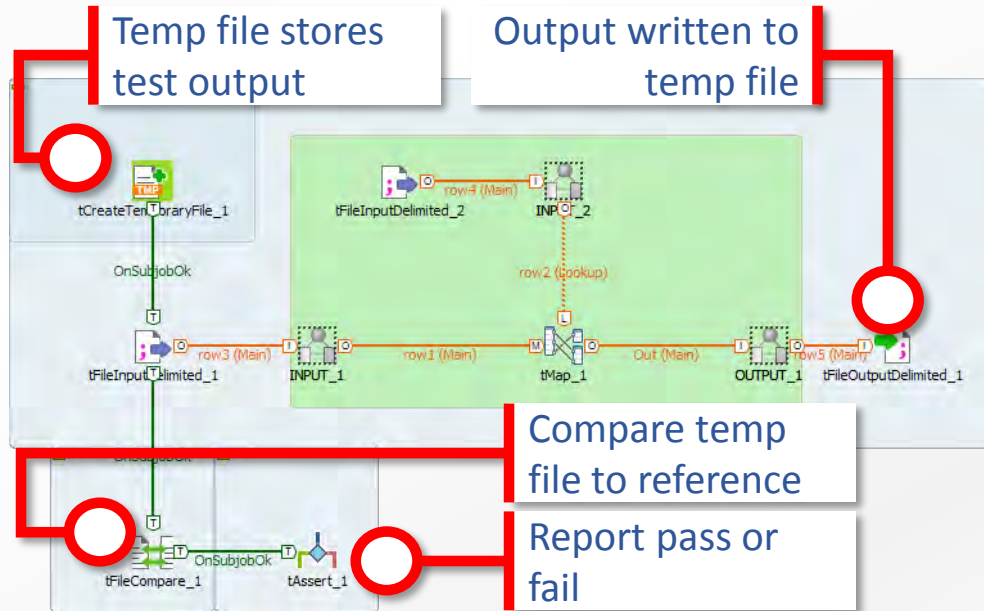 Temp file stores
test output
Output written to
temp file
TMP
tCreateTemporaryFile_1
tFileInputDelimited_2
O
row4 (Main)
I
INPUT_2
O
T
OnSubjobOk
row2 (Lookup)
T
L
O
row3 (Main)
I
O
row1 (Main)
M
O
Out (Main)
I
O
row5 (Main)
I
tFileInputDelimited_1
T
INPUT_1
tMap_1
OUTPUT_1
tFileOutputDelimited_1
Compare temp
file to reference
OnSubjobOk
T
Report pass or
fail
T
OnSubjobOk
T
tFileCompare_1
tAssert_1